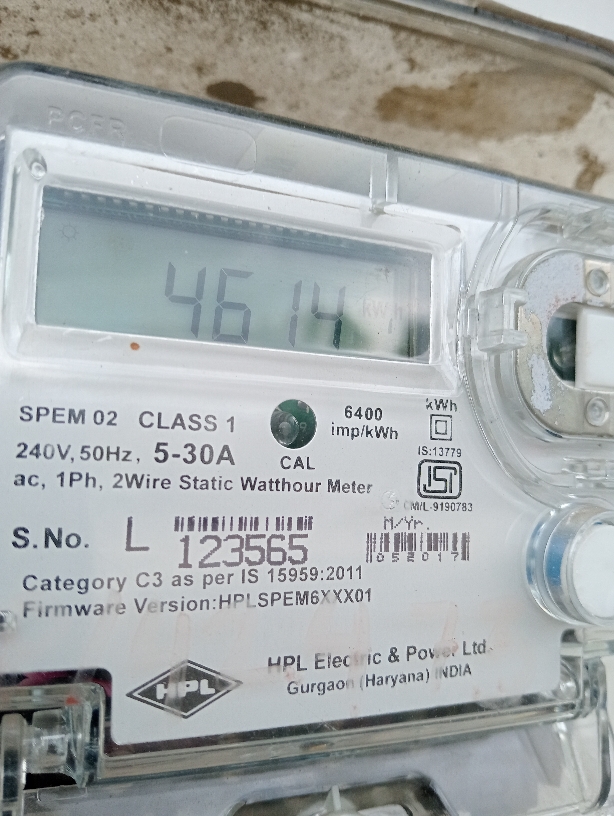 4614 kWh
SPEM 02 CLASS 1
240V, 50Hz, 5-30A
ac, 1Ph, 2Wire Static Watthour Meter
CAL
6400
imp/kWh
kWh
IS:13779
ISI
CM/L-9190783
S.No. L 123565
M/Yr.
052017
Category C3 as per IS 15959:2011
Firmware Version:HPLSPEM6XXX01
HPL
HPL Electric & Power Ltd.
Gurgaon (Haryana) INDIA